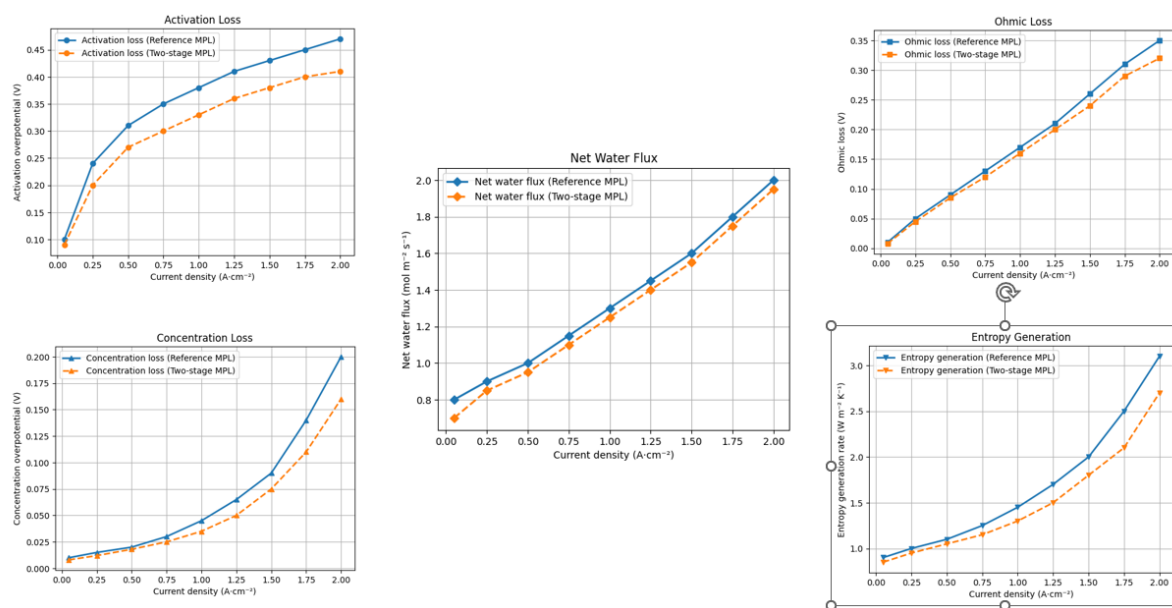 Activation Loss
Activation loss (Reference MPL)
Activation loss (Two-stage MPL)
Activation overpotential (V)
0.45
0.40
0.35
0.30
0.25
0.20
0.15
0.10
0.00 0.25 0.50 0.75 1.00 1.25 1.50 1.75 2.00
Current density (A·cm⁻²)
Concentration Loss
Concentration loss (Reference MPL)
Concentration loss (Two-stage MPL)
Concentration overpotential (V)
0.200
0.175
0.150
0.125
0.100
0.075
0.050
0.025
0.000
0.00 0.25 0.50 0.75 1.00 1.25 1.50 1.75 2.00
Current density (A·cm⁻²)
Net Water Flux
Net water flux (Reference MPL)
Net water flux (Two-stage MPL)
Net water flux (mol m⁻² s⁻¹)
2.0
1.8
1.6
1.4
1.2
1.0
0.8
0.00 0.25 0.50 0.75 1.00 1.25 1.50 1.75 2.00
Current density (A·cm⁻²)
Ohmic Loss
Ohmic loss (Reference MPL)
Ohmic loss (Two-stage MPL)
Ohmic loss (V)
0.35
0.30
0.25
0.20
0.15
0.10
0.05
0.00
0.00 0.25 0.50 0.75 1.00 1.25 1.50 1.75 2.00
Current density (A·cm⁻²)
Entropy Generation
Entropy generation (Reference MPL)
Entropy generation (Two-stage MPL)
Entropy generation rate (W m⁻³ K⁻¹)
3.0
2.5
2.0
1.5
1.0
0.00 0.25 0.50 0.75 1.00 1.25 1.50 1.75 2.00
Current density (A·cm⁻²)